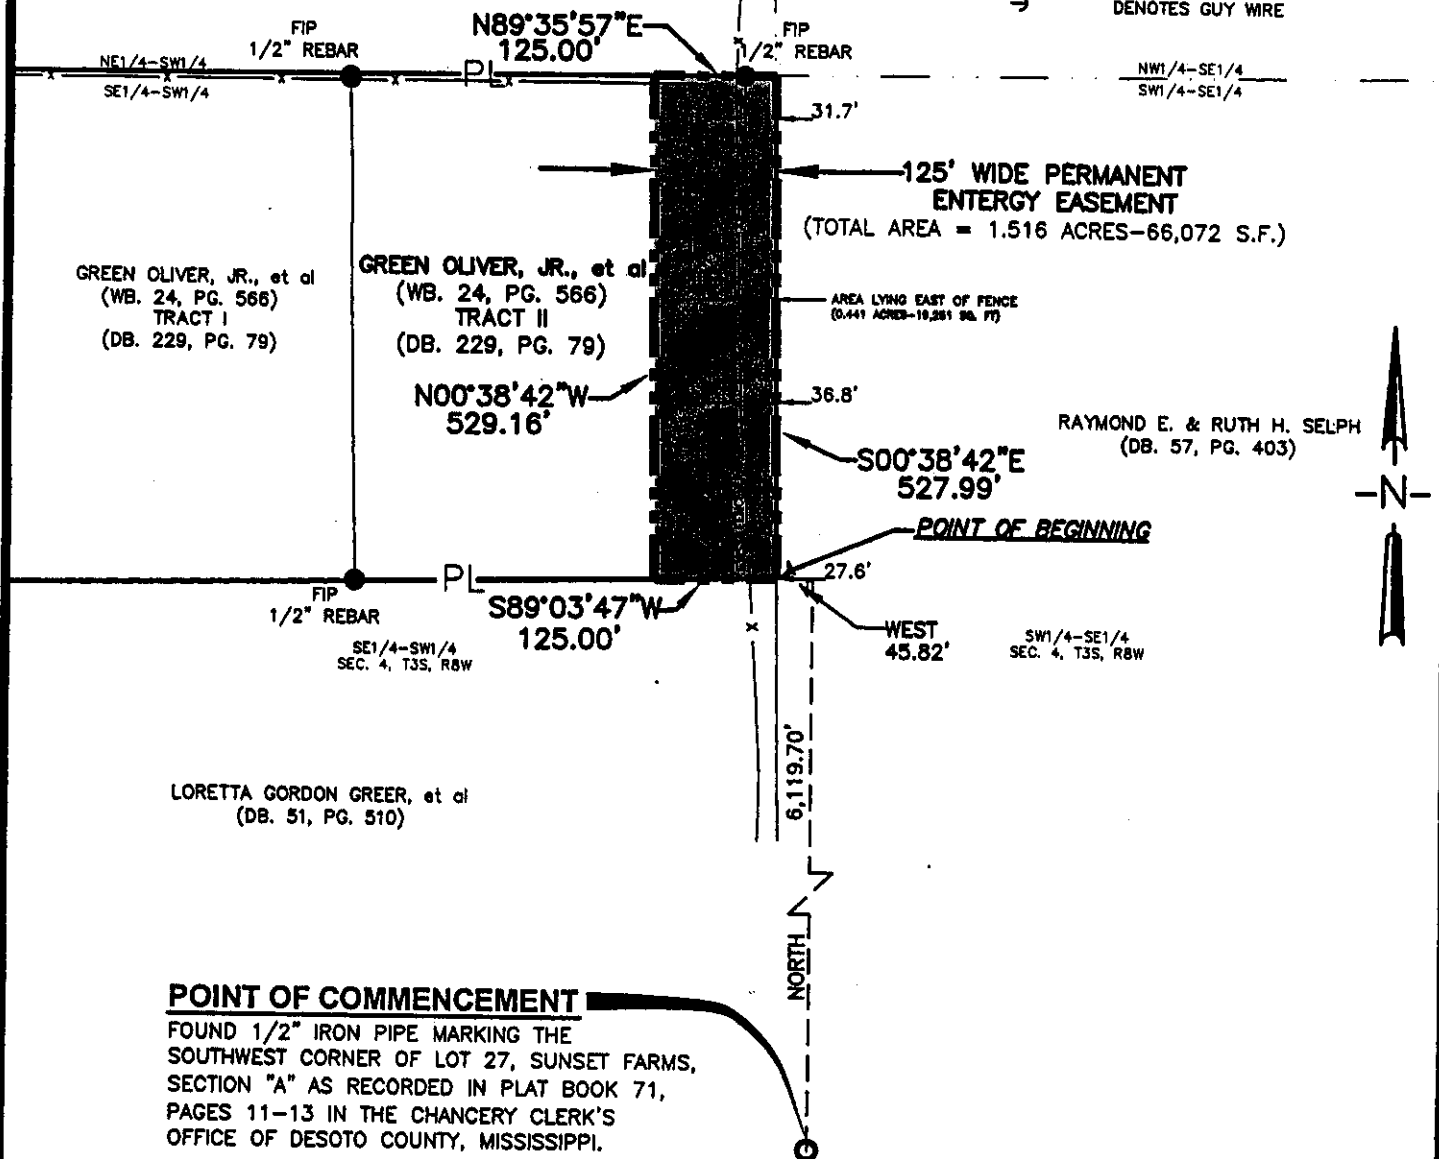 DENOTES GUY WIRE
FIP
1/2" REBAR
N89°35'57"E
125.00'
FIP
1/2" REBAR
NE1/4-SW1/4
SE1/4-SW1/4
PL
NW1/4-SE1/4
SW1/4-SE1/4
31.7'
125' WIDE PERMANENT
ENTERGY EASEMENT
(TOTAL AREA = 1.516 ACRES-66,072 S.F.)
GREEN OLIVER, JR., et al
(WB. 24, PG. 566)
TRACT I
(DB. 229, PG. 79)
GREEN OLIVER, JR., et al
(WB. 24, PG. 566)
TRACT II
(DB. 229, PG. 79)
AREA LYING EAST OF FENCE
(0.441 ACRES-19,251 SQ. FT)
N00°38'42"W
529.16'
36.8'
RAYMOND E. & RUTH H. SELPH
(DB. 57, PG. 403)
S00°38'42"E
527.99'
N
POINT OF BEGINNING
27.6'
PL
FIP
1/2" REBAR
S89°03'47"W
125.00'
WEST
45.82'
SE1/4-SW1/4
SEC. 4, T3S, R8W
SW1/4-SE1/4
SEC. 4, T3S, R8W
6,119.70'
LORETTA GORDON GREER, et al
(DB. 51, PG. 510)
NORTH
POINT OF COMMENCEMENT
FOUND 1/2" IRON PIPE MARKING THE
SOUTHWEST CORNER OF LOT 27, SUNSET FARMS,
SECTION "A" AS RECORDED IN PLAT BOOK 71,
PAGES 11-13 IN THE CHANCERY CLERK'S
OFFICE OF DESOTO COUNTY, MISSISSIPPI.